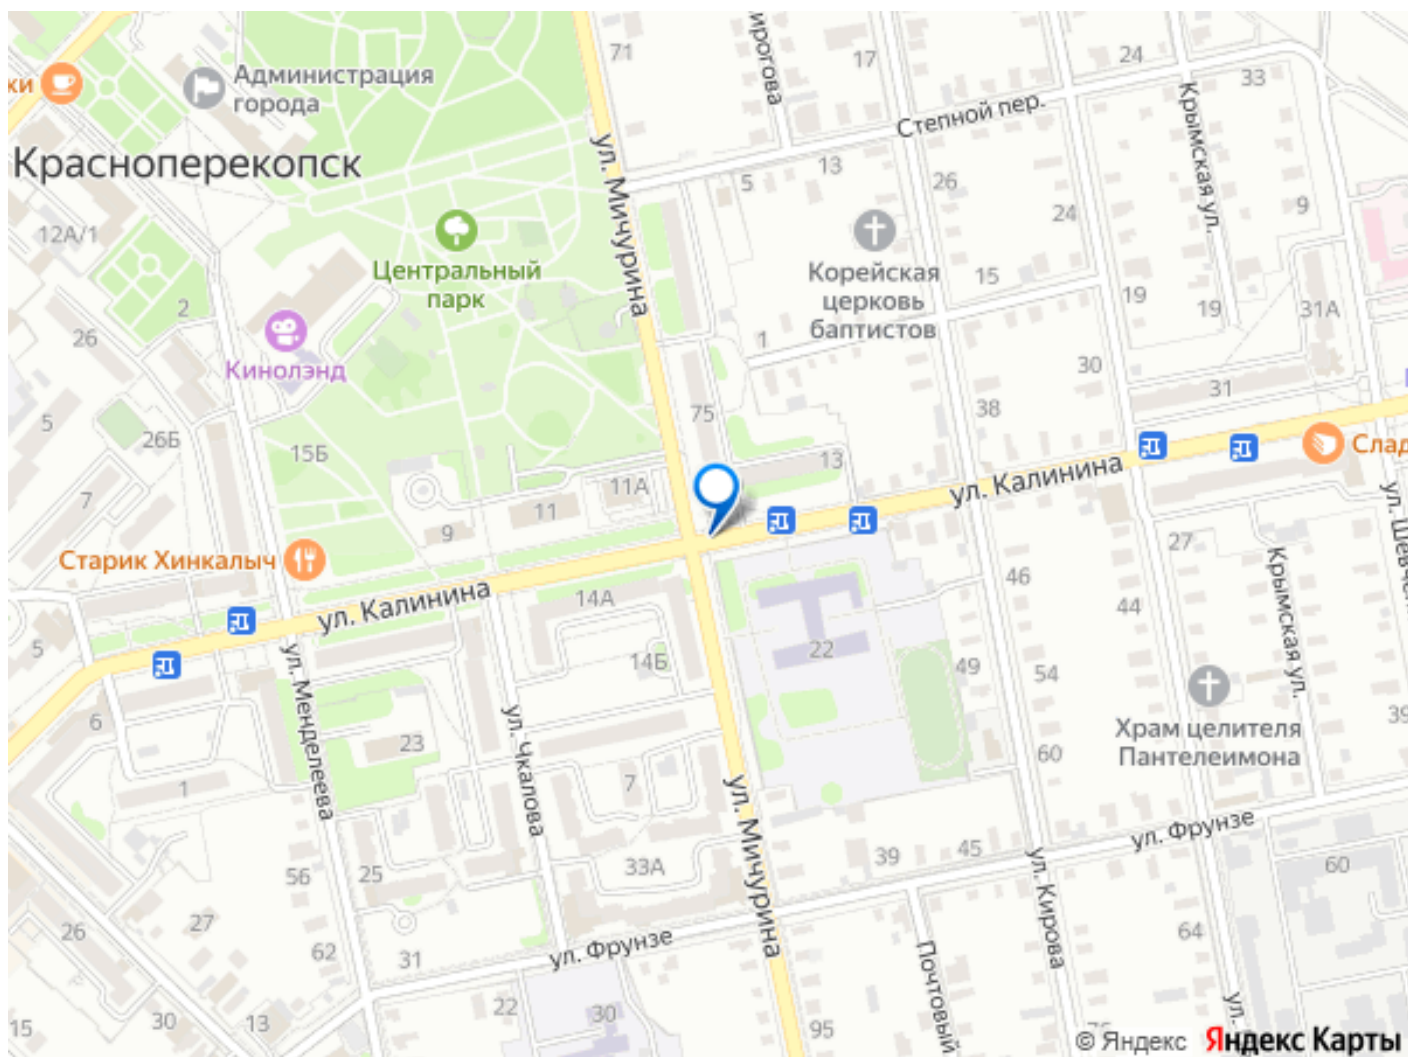 71
ирогова
17
24
33
ки
Администрация
города
Степной пер.
Крымская ул.
Красноперекопск
ул. Мичурина
5
13
26
24
9
12А/1
Центральный
парк
Корейская
церковь
баптистов
15
19
19
31А
2
26
Кинолэнд
1
30
5
26Б
15Б
75
38
31
7
11А
13
ул. Калинина
Слад
9
11
Старик Хинкалыч
27
Крымская ул.
ул. Шевче
ул. Калинина
14А
46
44
5
14Б
22
49
54
ул. Менделеева
6
23
ул. Чкалова
Храм целителя
Пантелеимона
39
1
7
60
ул. Мичурина
ул. Фрунзе
56
25
33А
39
45
60
27
26
62
31
ул. Фрунзе
Почтовый
ул. Кирова
64
ул.
15
30
13
22
30
95
© Яндекс
Яндекс Карты